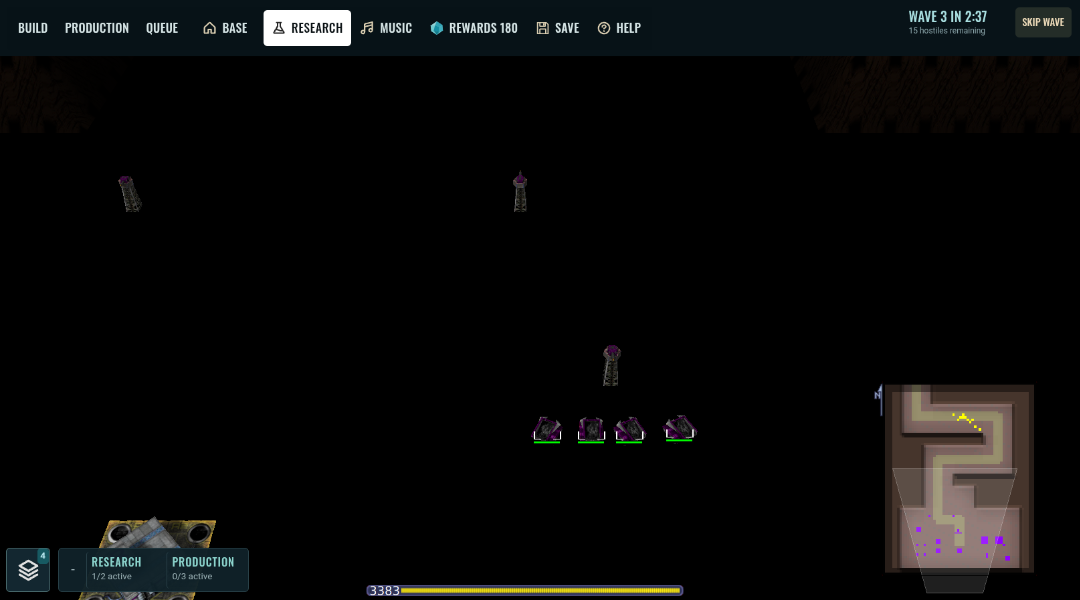 BUILD PRODUCTION QUEUE BASE RESEARCH MUSIC REWARDS 180 SAVE HELP
WAVE 3 IN 2:37
15 hostiles remaining
SKIP WAVE
N
4
- RESEARCH PRODUCTION
1/2 active 0/3 active
3383